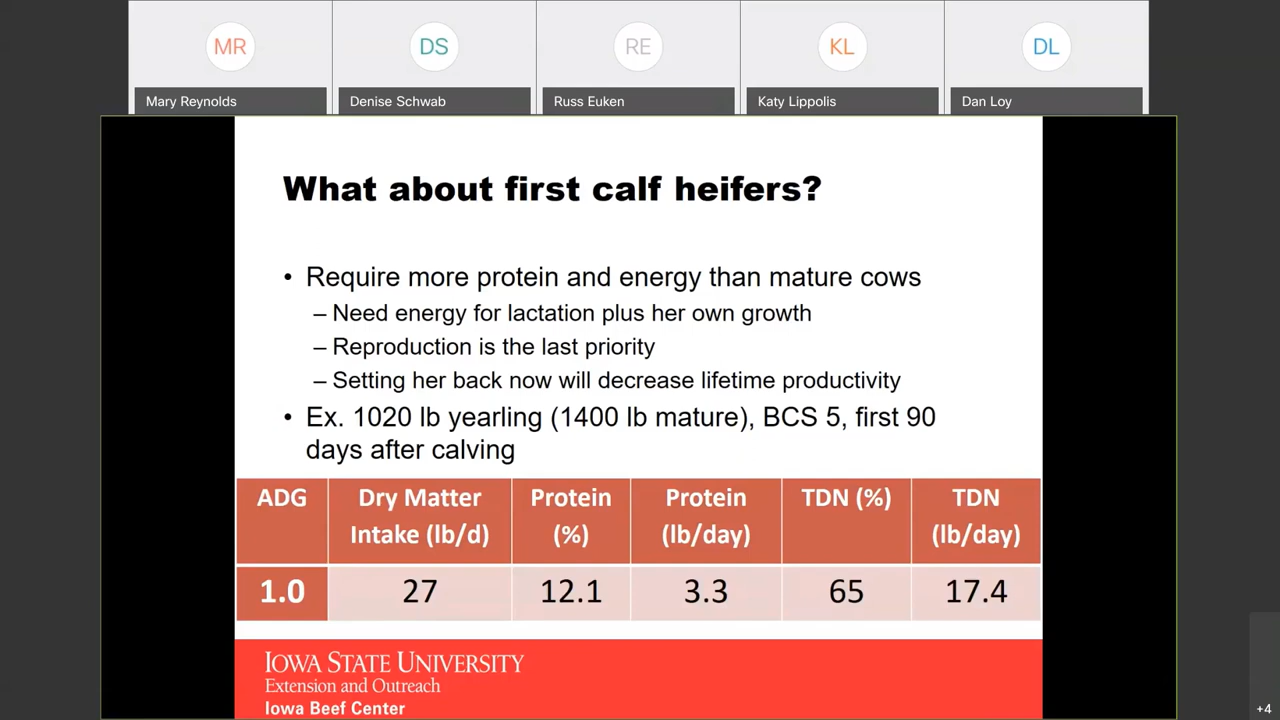 MR
DS
RE
KL
DL
Mary Reynolds
Denise Schwab
Russ Euken
Katy Lippolis
Dan Loy
What about first calf heifers?
• Require more protein and energy than mature cows
– Need energy for lactation plus her own growth
– Reproduction is the last priority
– Setting her back now will decrease lifetime productivity
• Ex. 1020 lb yearling (1400 lb mature), BCS 5, first 90
days after calving
ADG
Dry Matter
Intake (lb/d)
Protein
(%)
Protein
(lb/day)
TDN (%)
TDN
(lb/day)
1.0
27
12.1
3.3
65
17.4
IOWA STATE UNIVERSITY
Extension and Outreach
Iowa Beef Center
+4